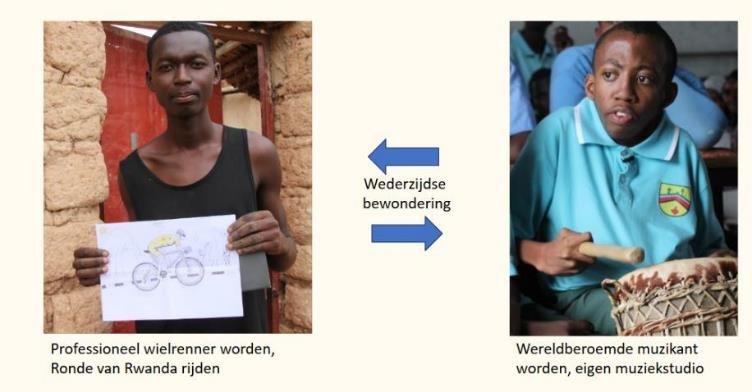 Wederzijdse
bewondering
Professioneel wielrenner worden,
Ronde van Rwanda rijden
Wereldberoemde muzikant
worden, eigen muziekstudio